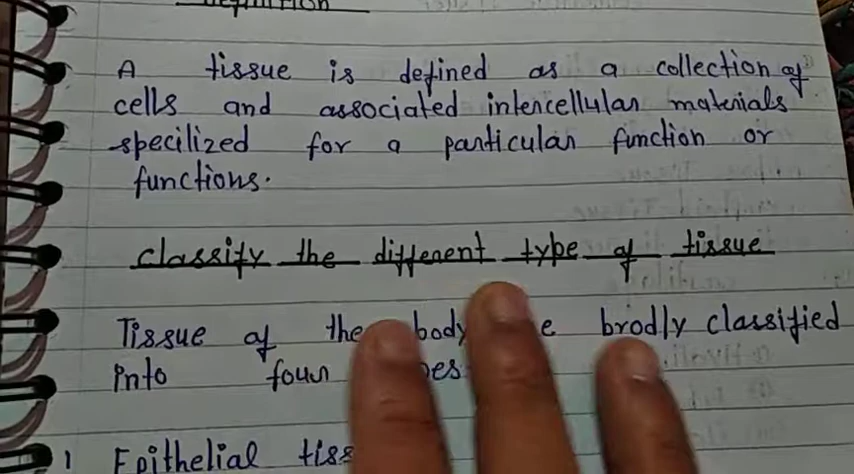 Definition
A tissue is defined as a collection of
cells and associated intercellular materials
specilized for a particular function or
functions.
classify the different type of tissue
Tissue of the body brodly classified
into four
1 Epithelial